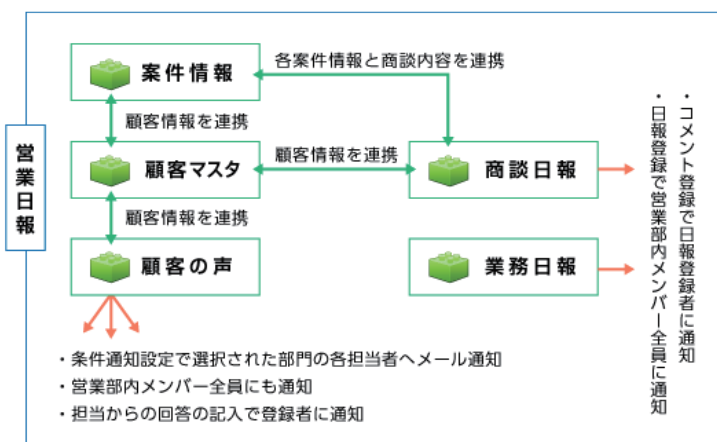 営業日報
案件情報
各案件情報と商談内容を連携
顧客情報を連携
顧客マスタ
顧客情報を連携
商談日報
顧客情報を連携
顧客の声
業務日報
・コメント登録で日報登録者に通知
・日報登録で営業部内メンバー全員に通知
・条件通知設定で選択された部門の各担当者へメール通知
・営業部内メンバー全員にも通知
・担当からの回答の記入で登録者に通知